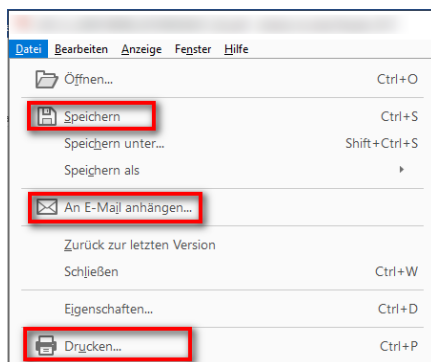 Datei Bearbeiten Anzeige Fenster Hilfe
Öffnen... Ctrl+O
Speichern Ctrl+S
Speichern unter... Shift+Ctrl+S
Speichern als
An E-Mail anhängen...
Zurück zur letzten Version
Schließen Ctrl+W
Eigenschaften... Ctrl+D
Drucken... Ctrl+P